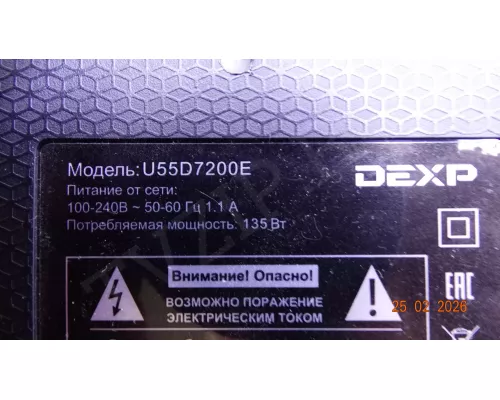 Модель: U55D7200E
DEXP
Питание от сети:
100-240В ~ 50-60 Гц 1.1 А
Потребляемая мощность: 135 Вт
Внимание! Опасно!
ВОЗМОЖНО ПОРАЖЕНИЕ
ЭЛЕКТРИЧЕСКИМ ТОКОМ
EAC
25 02 2026
TVZIP